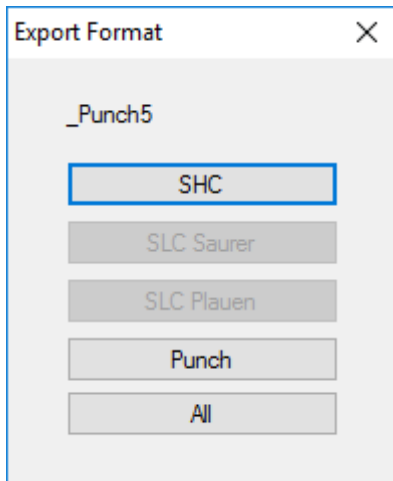 Export Format
_Punch5
SHC
SLC Saurer
SLC Plauen
Punch
All